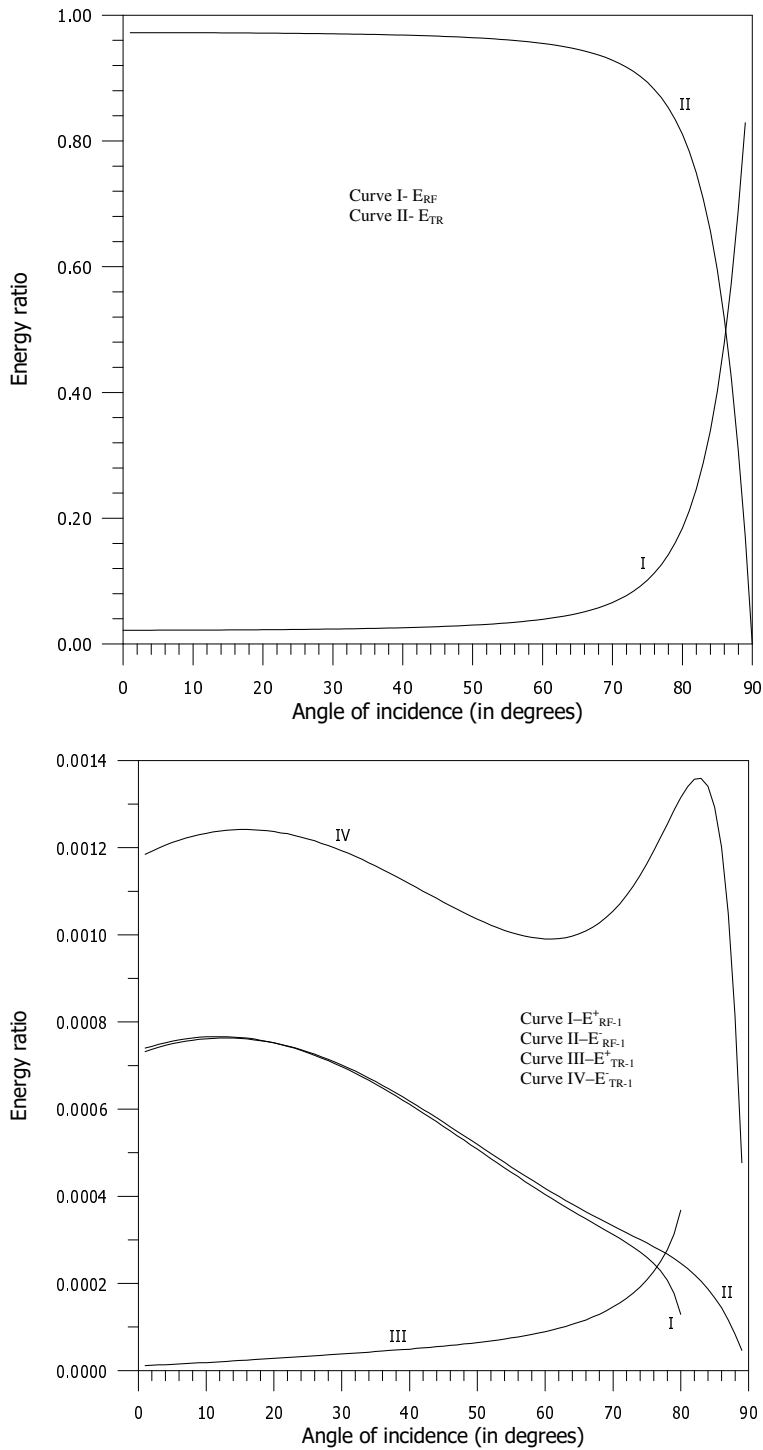 1.00
0.80
0.60
0.40
0.20
0.00
Energy ratio
II
Curve I- E_RF
Curve II- E_TR
I
0 10 20 30 40 50 60 70 80 90
Angle of incidence (in degrees)
0.0014
0.0012
0.0010
0.0008
0.0006
0.0004
0.0002
0.0000
Energy ratio
IV
Curve I–E⁺_RF-1
Curve II–E⁻_RF-1
Curve III–E⁺_TR-1
Curve IV–E⁻_TR-1
II
I
III
0 10 20 30 40 50 60 70 80 90
Angle of incidence (in degrees)